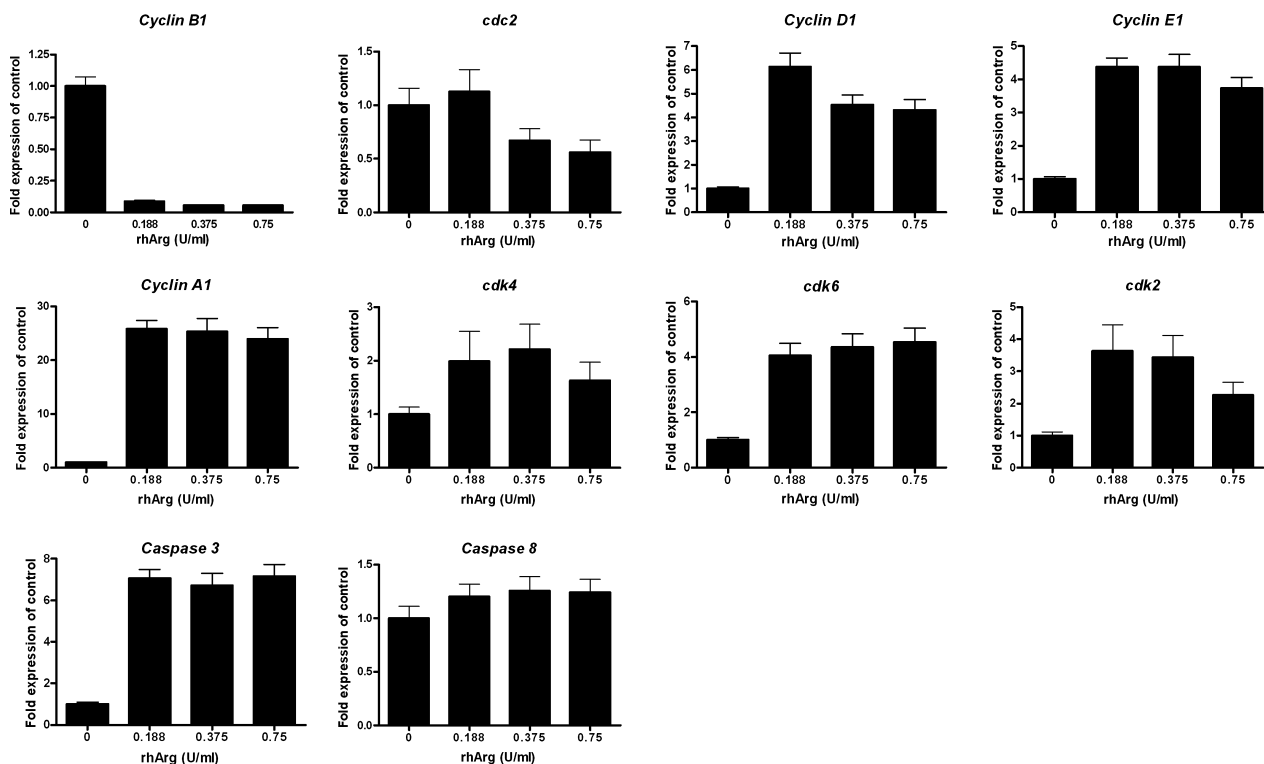 Cyclin B1
Fold expression of control
1.25
1.00
0.75
0.50
0.25
0.00
0 0.188 0.375 0.75
rhArg (U/ml)
cdc2
Fold expression of control
1.5
1.0
0.5
0.0
0 0.188 0.375 0.75
rhArg (U/ml)
Cyclin D1
Fold expression of control
7
6
5
4
3
2
1
0
0 0.188 0.375 0.75
rhArg (U/ml)
Cyclin E1
Fold expression of control
5
4
3
2
1
0
0 0.188 0.375 0.75
rhArg (U/ml)
Cyclin A1
Fold expression of control
30
20
10
0
0 0.188 0.375 0.75
rhArg (U/ml)
cdk4
Fold expression of control
3
2
1
0
0 0.188 0.375 0.75
rhArg (U/ml)
cdk6
Fold expression of control
6
4
2
0
0 0.188 0.375 0.75
rhArg (U/ml)
cdk2
Fold expression of control
5
4
3
2
1
0
0 0.188 0.375 0.75
rhArg (U/ml)
Caspase 3
Fold expression of control
8
6
4
2
0
0 0.188 0.375 0.75
rhArg (U/ml)
Caspase 8
Fold expression of control
1.5
1.0
0.5
0.0
0 0.188 0.375 0.75
rhArg (U/ml)